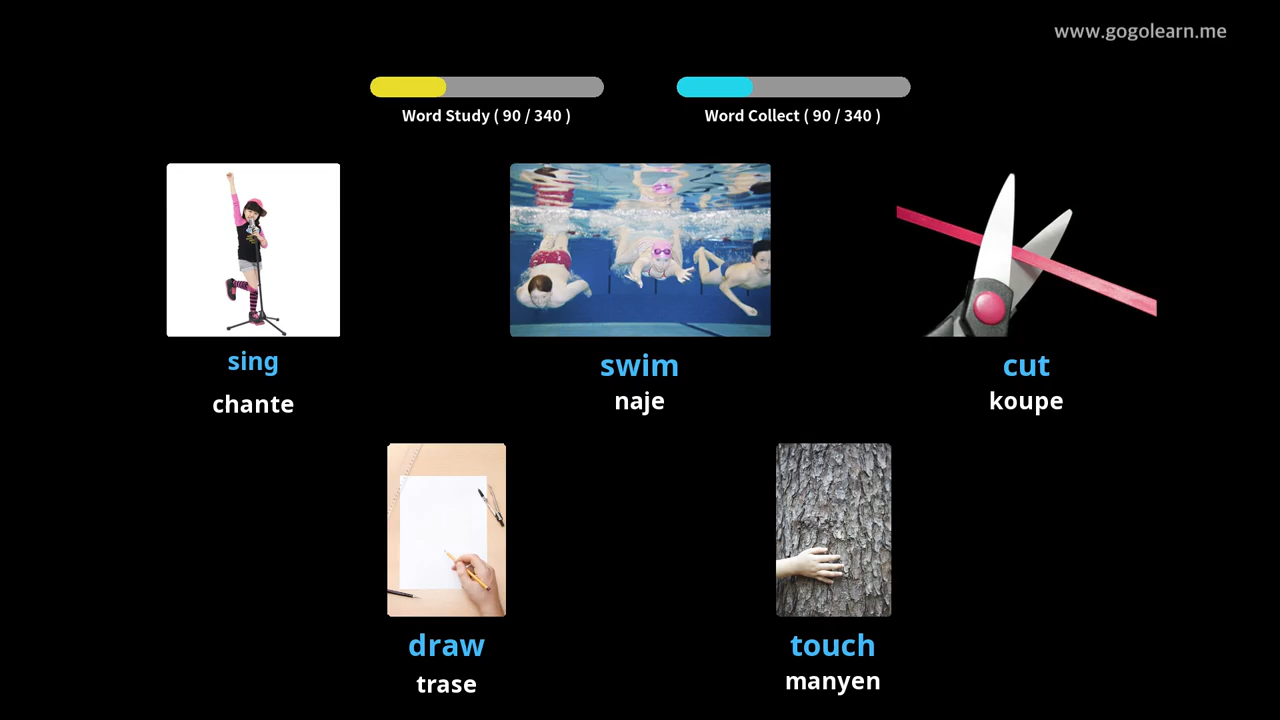 www.gogolearn.me
Word Study ( 90 / 340 )
Word Collect ( 90 / 340 )
sing
chante
swim
naje
cut
koupe
draw
trase
touch
manyen